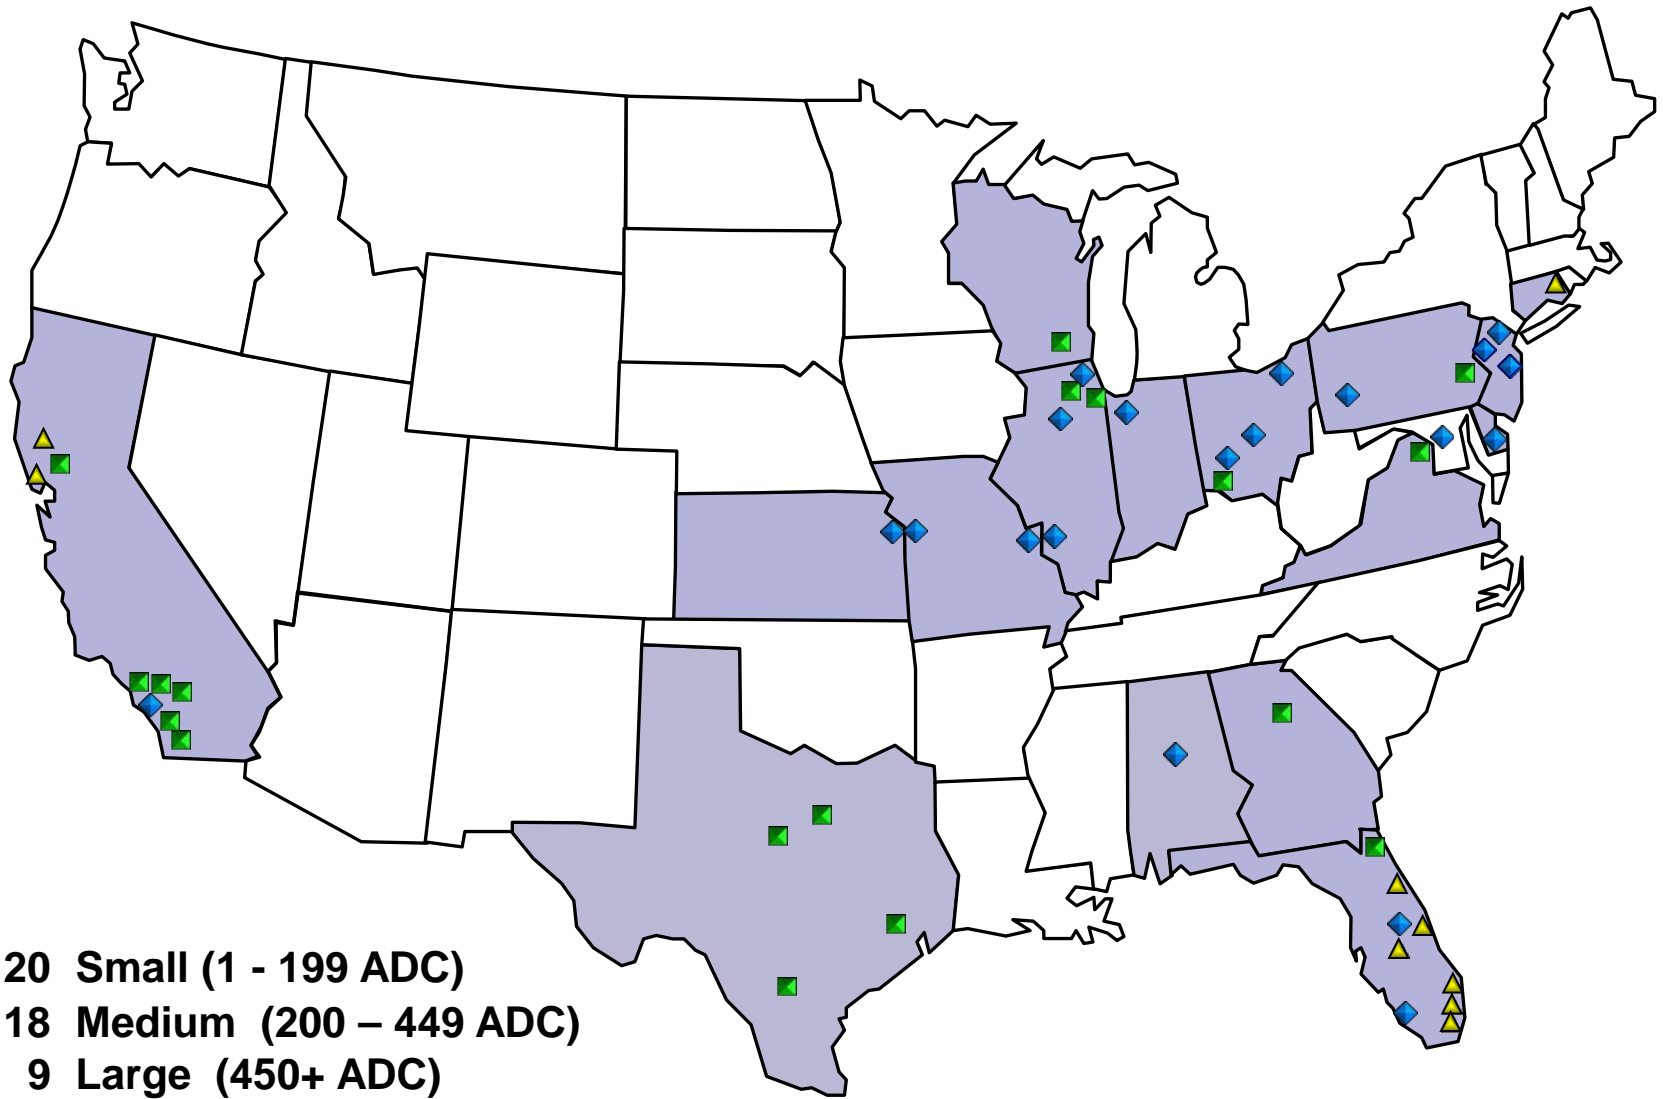 20 Small (1 - 199 ADC)
18 Medium (200 – 449 ADC)
9 Large (450+ ADC)